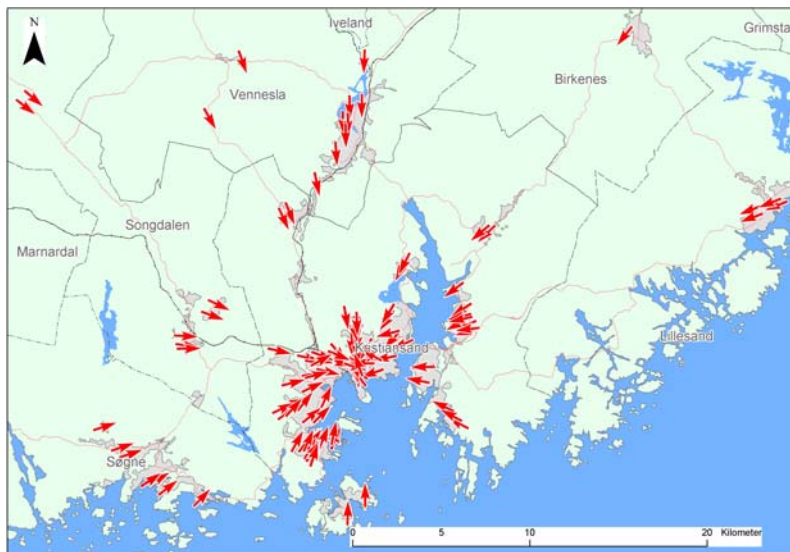 Iveland
Grimsta
N
Birkenes
Vennesla
Songdalen
Marnardal
Kristiansand
Lillesand
Søgne
0 5 10 20 Kilometer